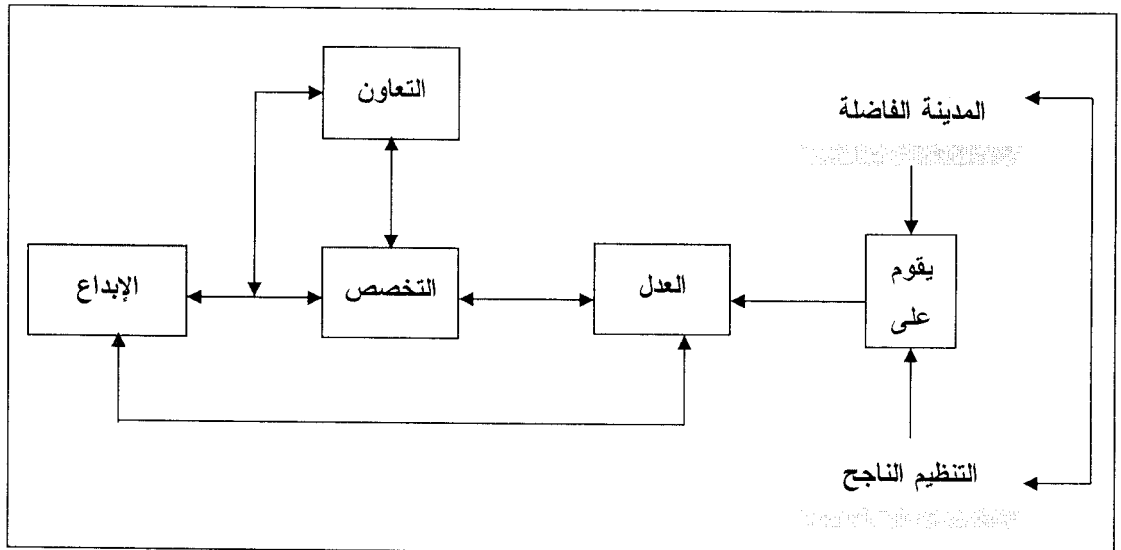 التعاون
المدينة الفاضلة
يقوم
على
العدل
التخصص
الإبداع
التنظيم الناجح